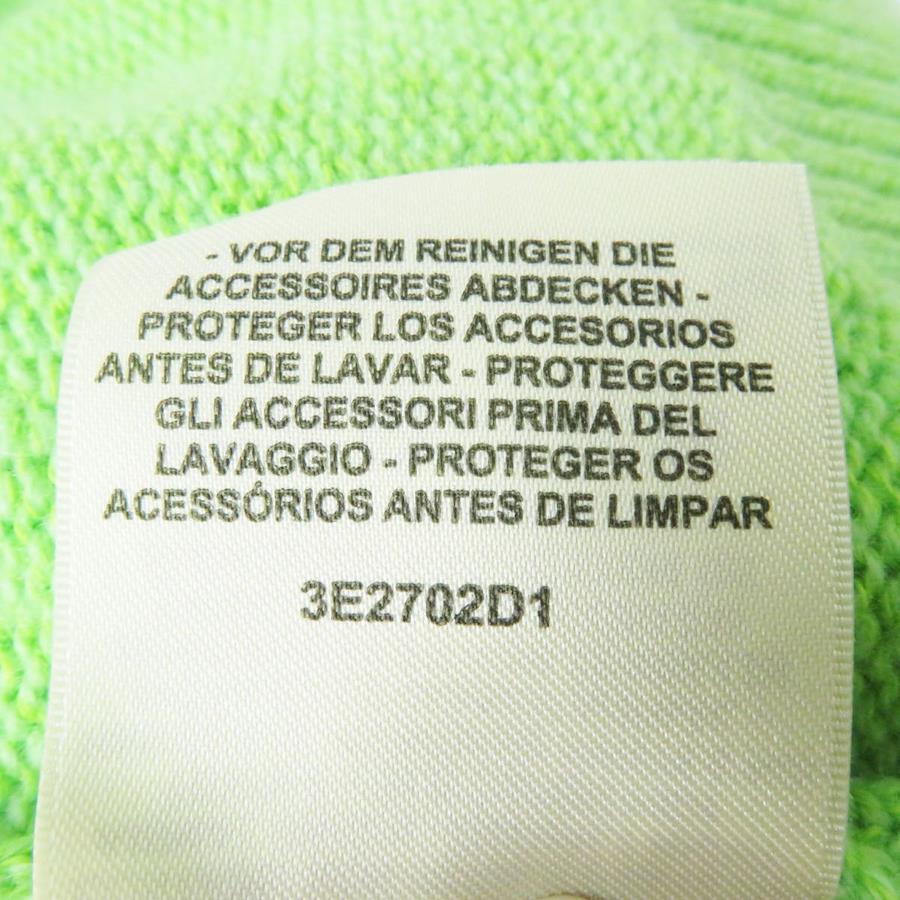 - VOR DEM REINIGEN DIE
ACCESSOIRES ABDECKEN -
PROTEGER LOS ACCESORIOS
ANTES DE LAVAR - PROTEGGERE
GLI ACCESSORI PRIMA DEL
LAVAGGIO - PROTEGER OS
ACESSÓRIOS ANTES DE LIMPAR
3E2702D1